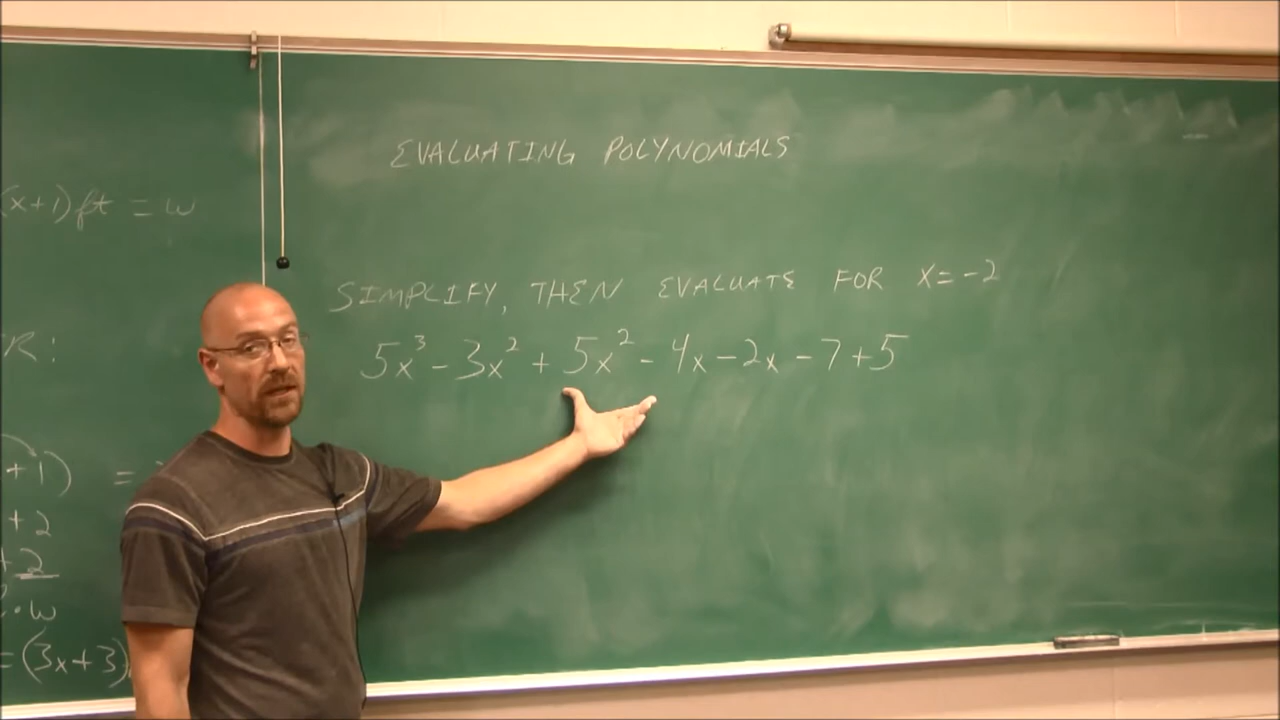 EVALUATING POLYNOMIALS
(x+1)ft = w
SIMPLIFY, THEN EVALUATE FOR x=-2
5x³ - 3x² + 5x² - 4x - 2x - 7 + 5
R:
+1) =
+ 2
+ 2
· w
= (3x+3)